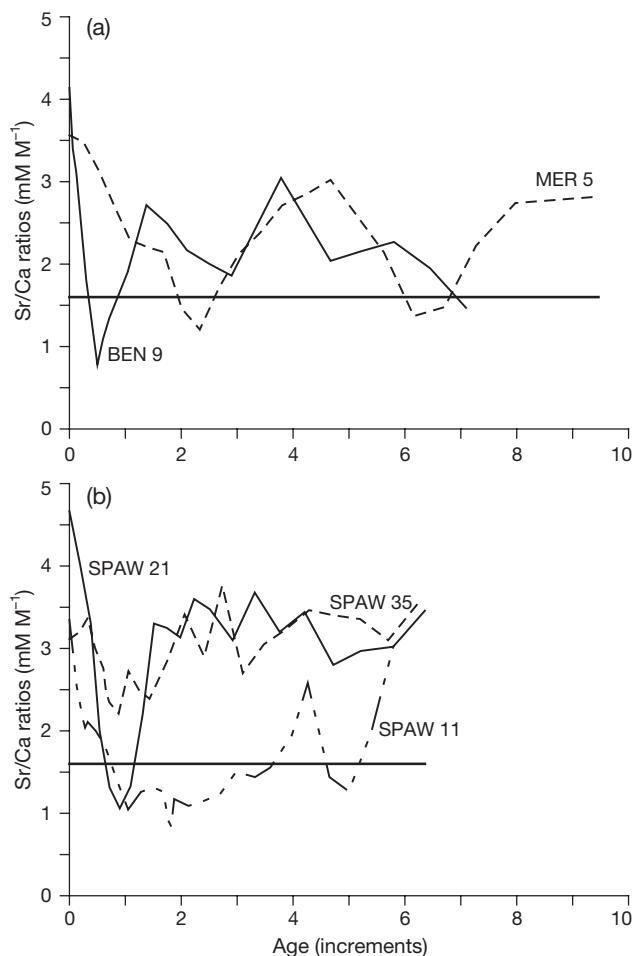 (a)
5
4
3
2
1
0
Sr/Ca ratios (mM M⁻¹)
MER 5
BEN 9
0 2 4 6 8 10
(b)
5
4
3
2
1
0
Sr/Ca ratios (mM M⁻¹)
SPAW 21
SPAW 35
SPAW 11
0 2 4 6 8 10
Age (increments)